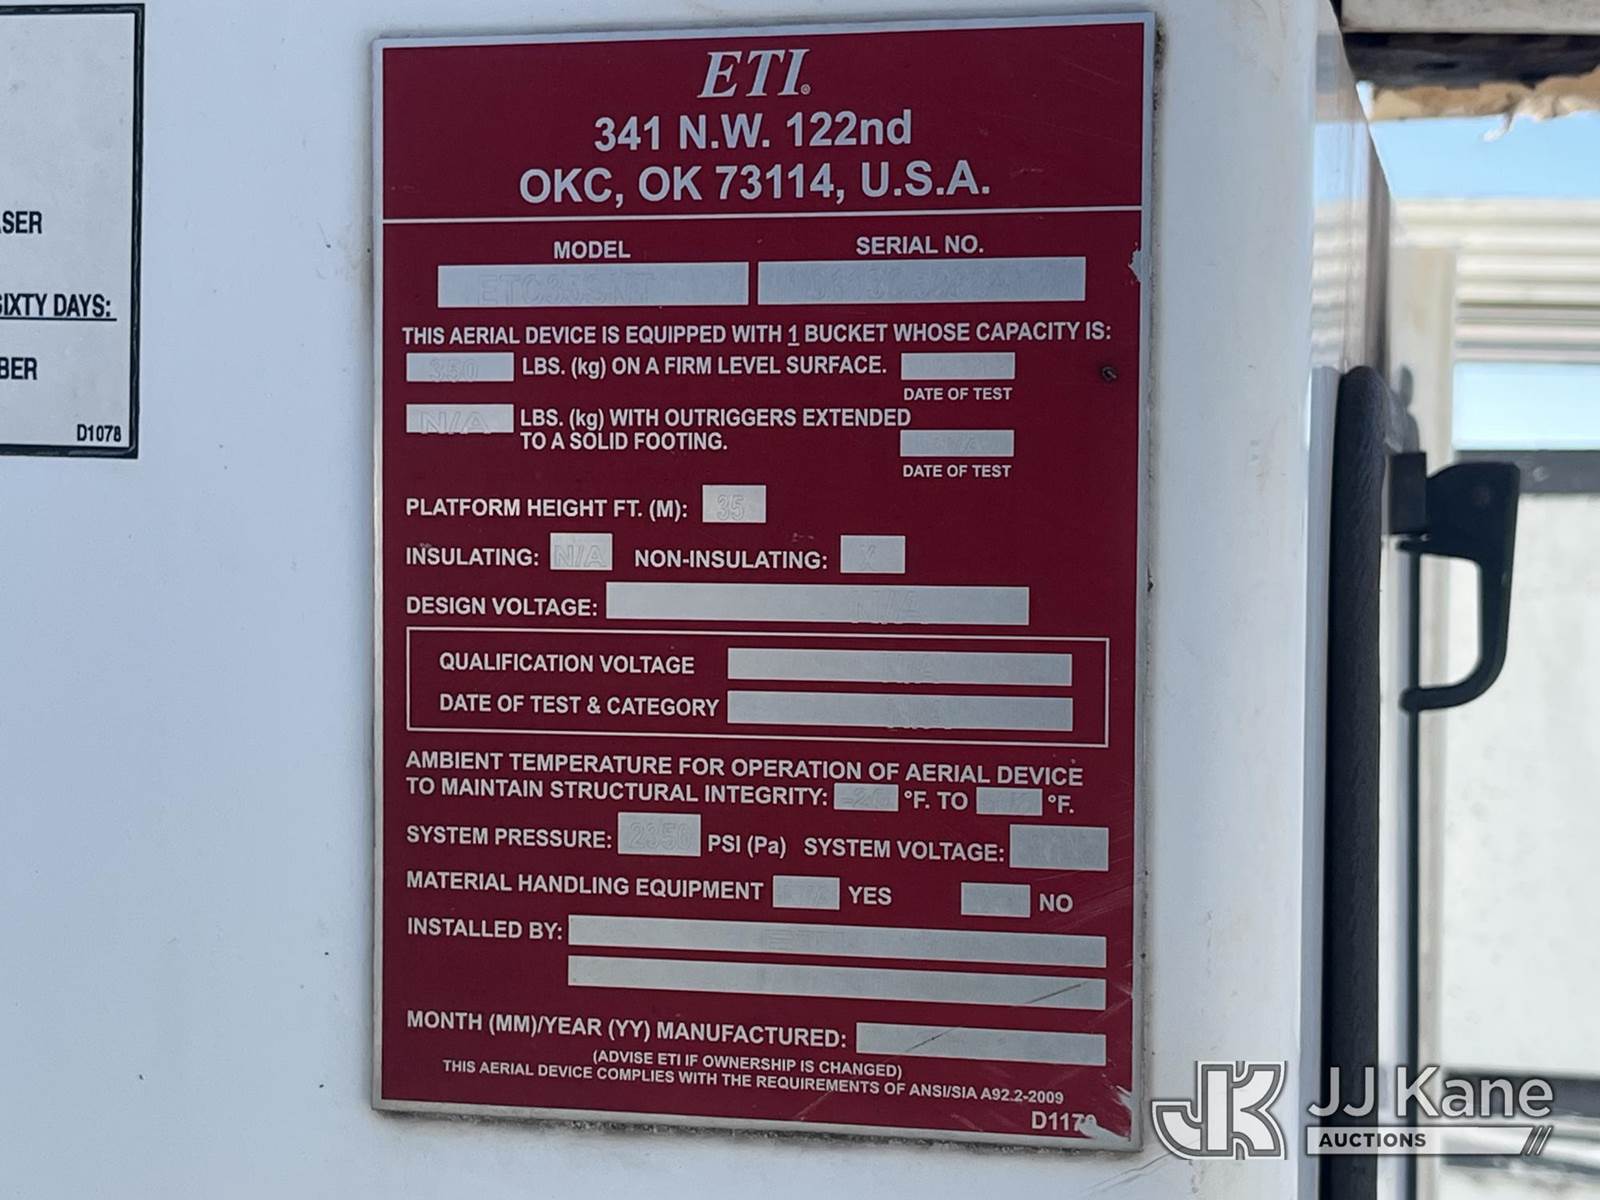 ETI®
341 N.W. 122nd
OKC, OK 73114, U.S.A.
MODEL SERIAL NO.
THIS AERIAL DEVICE IS EQUIPPED WITH 1 BUCKET WHOSE CAPACITY IS:
350 LBS. (kg) ON A FIRM LEVEL SURFACE.
DATE OF TEST
N/A LBS. (kg) WITH OUTRIGGERS EXTENDED
TO A SOLID FOOTING.
DATE OF TEST
PLATFORM HEIGHT FT. (M): 35
INSULATING: N/A NON-INSULATING: X
DESIGN VOLTAGE: N/A
QUALIFICATION VOLTAGE
DATE OF TEST & CATEGORY
AMBIENT TEMPERATURE FOR OPERATION OF AERIAL DEVICE
TO MAINTAIN STRUCTURAL INTEGRITY: °F. TO °F.
SYSTEM PRESSURE: 2350 PSI (Pa) SYSTEM VOLTAGE:
MATERIAL HANDLING EQUIPMENT YES NO
INSTALLED BY:
MONTH (MM)/YEAR (YY) MANUFACTURED:
(ADVISE ETI IF OWNERSHIP IS CHANGED)
THIS AERIAL DEVICE COMPLIES WITH THE REQUIREMENTS OF ANSI/SIA A92.2-2009
SIXTY DAYS:
D1078
JJ Kane
AUCTIONS